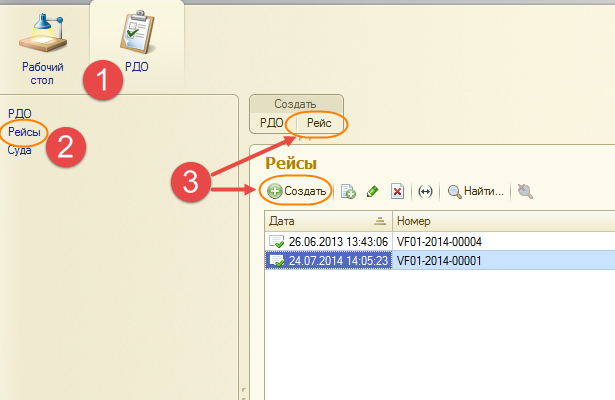 Рабочий
стол
1
РДО
РДО
Рейсы
2
Суда
Создать
РДО
Рейс
3
Рейсы
Создать
Найти...
Дата
Номер
26.06.2013 13:43:06
VF01-2014-00004
24.07.2014 14:05:23
VF01-2014-00001